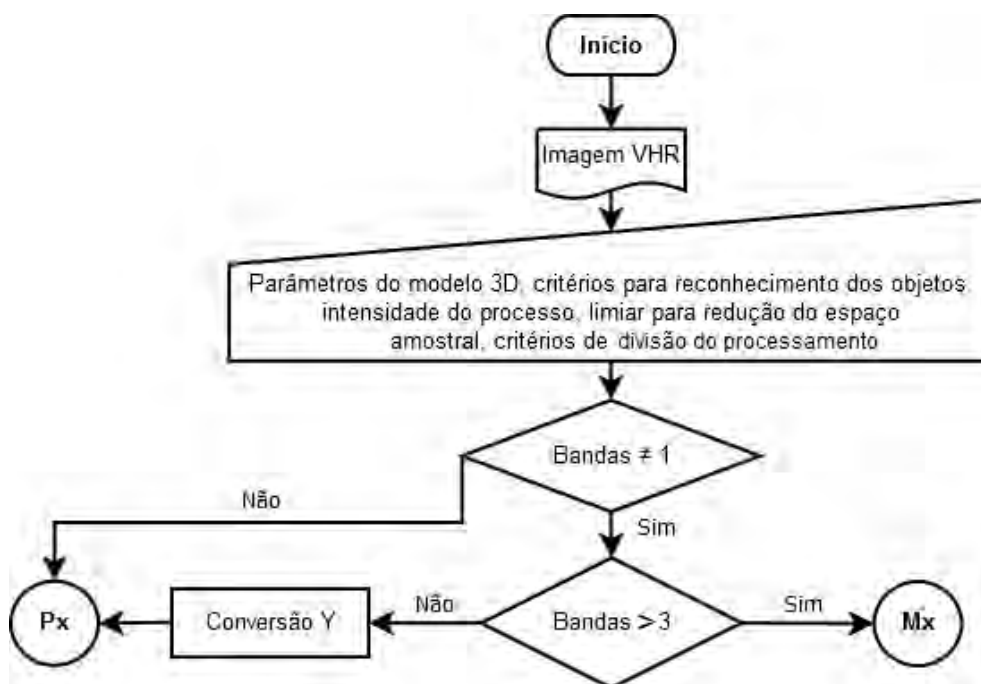 Início
Imagem VHR
Parâmetros do modelo 3D, critérios para reconhecimento dos objetos
intensidade do processo, limiar para redução do espaço
amostral, critérios de divisão do processamento
Bandas ≠ 1
Não
Sim
Px
Conversão Y
Não
Bandas > 3
Sim
Mx